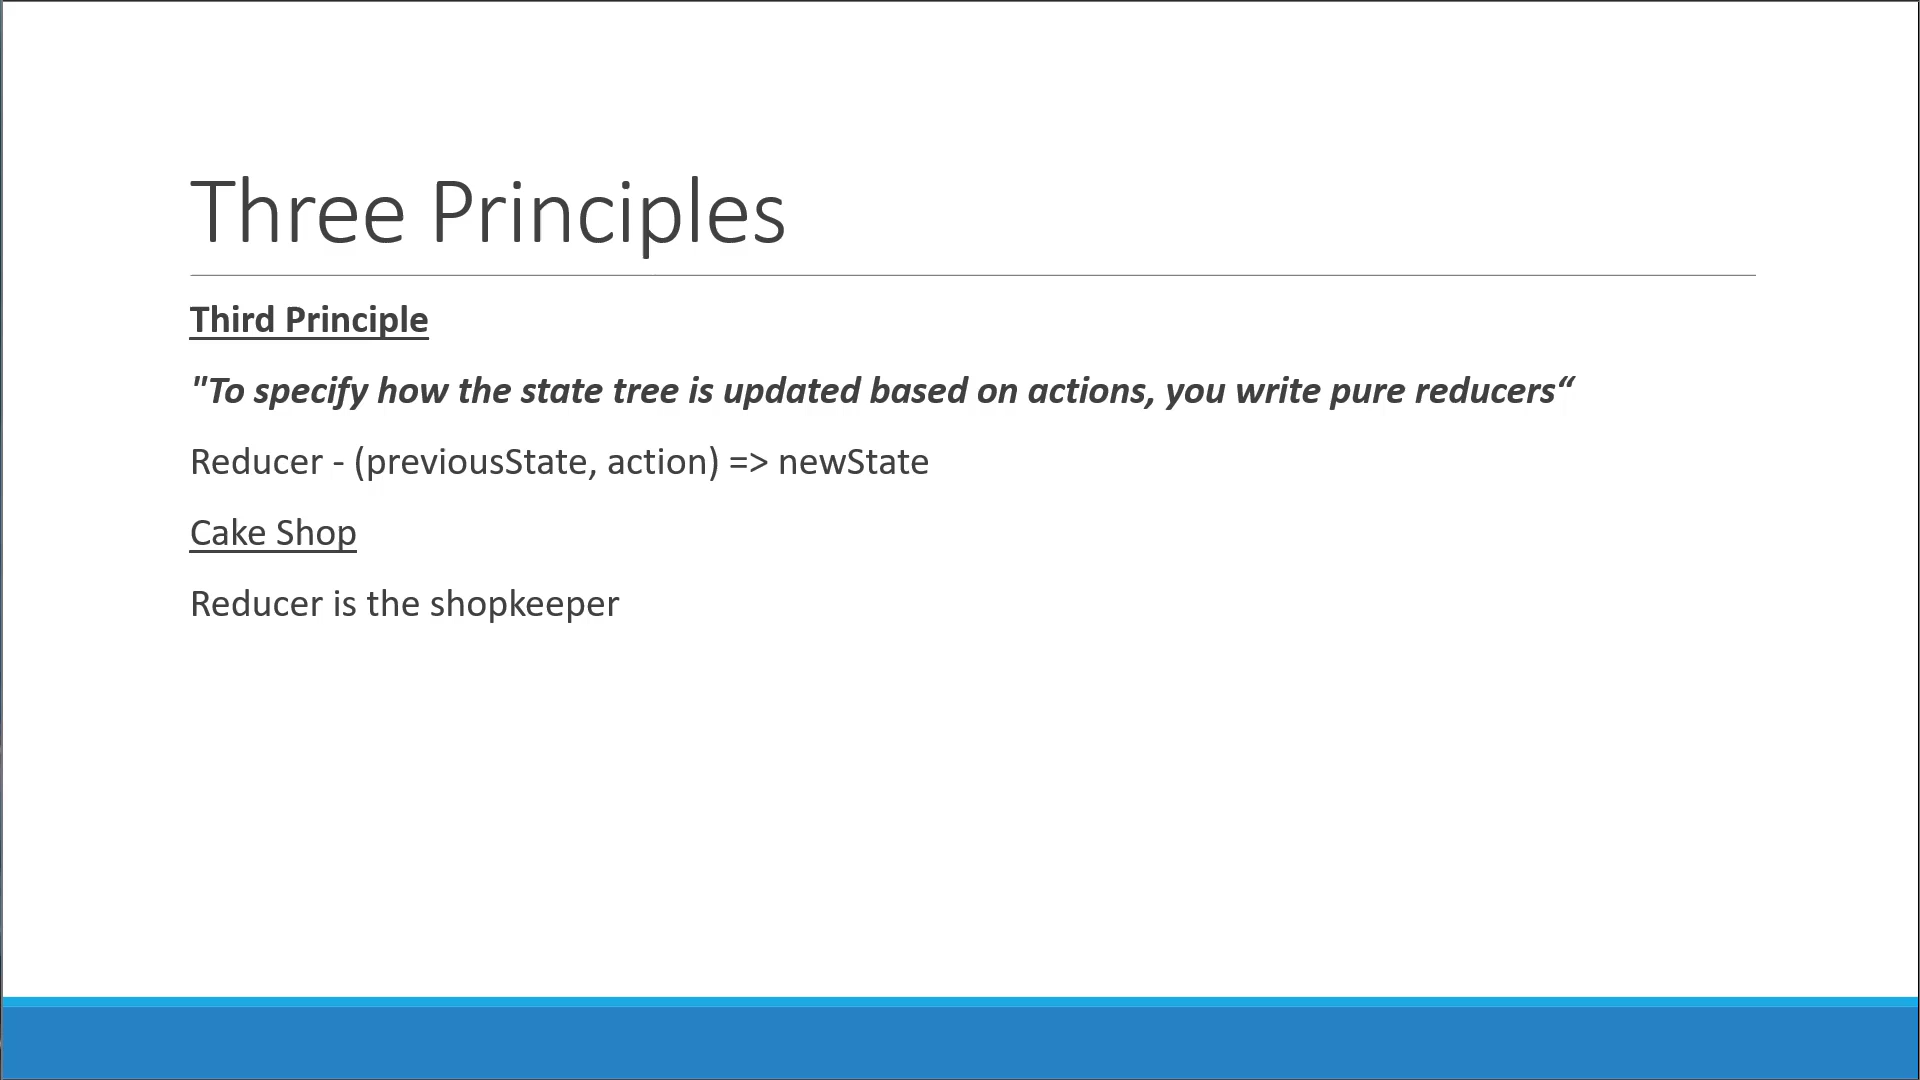 Three Principles
Third Principle
"To specify how the state tree is updated based on actions, you write pure reducers“
Reducer - (previousState, action) => newState
Cake Shop
Reducer is the shopkeeper